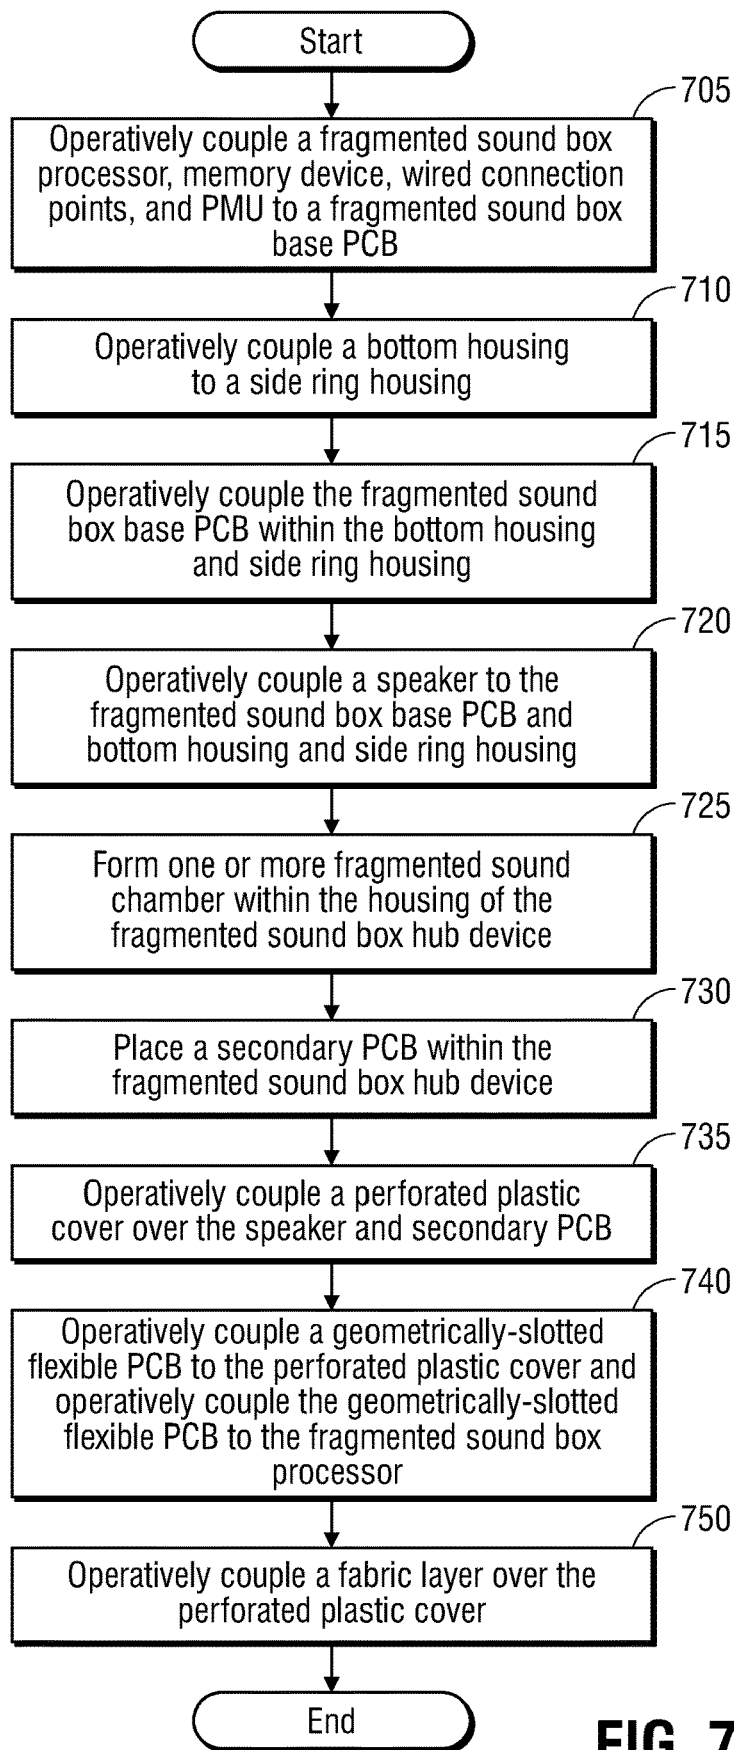 Start
705
Operatively couple a fragmented sound box
processor, memory device, wired connection
points, and PMU to a fragmented sound box
base PCB
710
Operatively couple a bottom housing
to a side ring housing
715
Operatively couple the fragmented sound
box base PCB within the bottom housing
and side ring housing
720
Operatively couple a speaker to the
fragmented sound box base PCB and
bottom housing and side ring housing
725
Form one or more fragmented sound
chamber within the housing of the
fragmented sound box hub device
730
Place a secondary PCB within the
fragmented sound box hub device
735
Operatively couple a perforated plastic
cover over the speaker and secondary PCB
740
Operatively couple a geometrically-slotted
flexible PCB to the perforated plastic cover and
operatively couple the geometrically-slotted
flexible PCB to the fragmented sound box
processor
750
Operatively couple a fabric layer over the
perforated plastic cover
End
FIG. 7